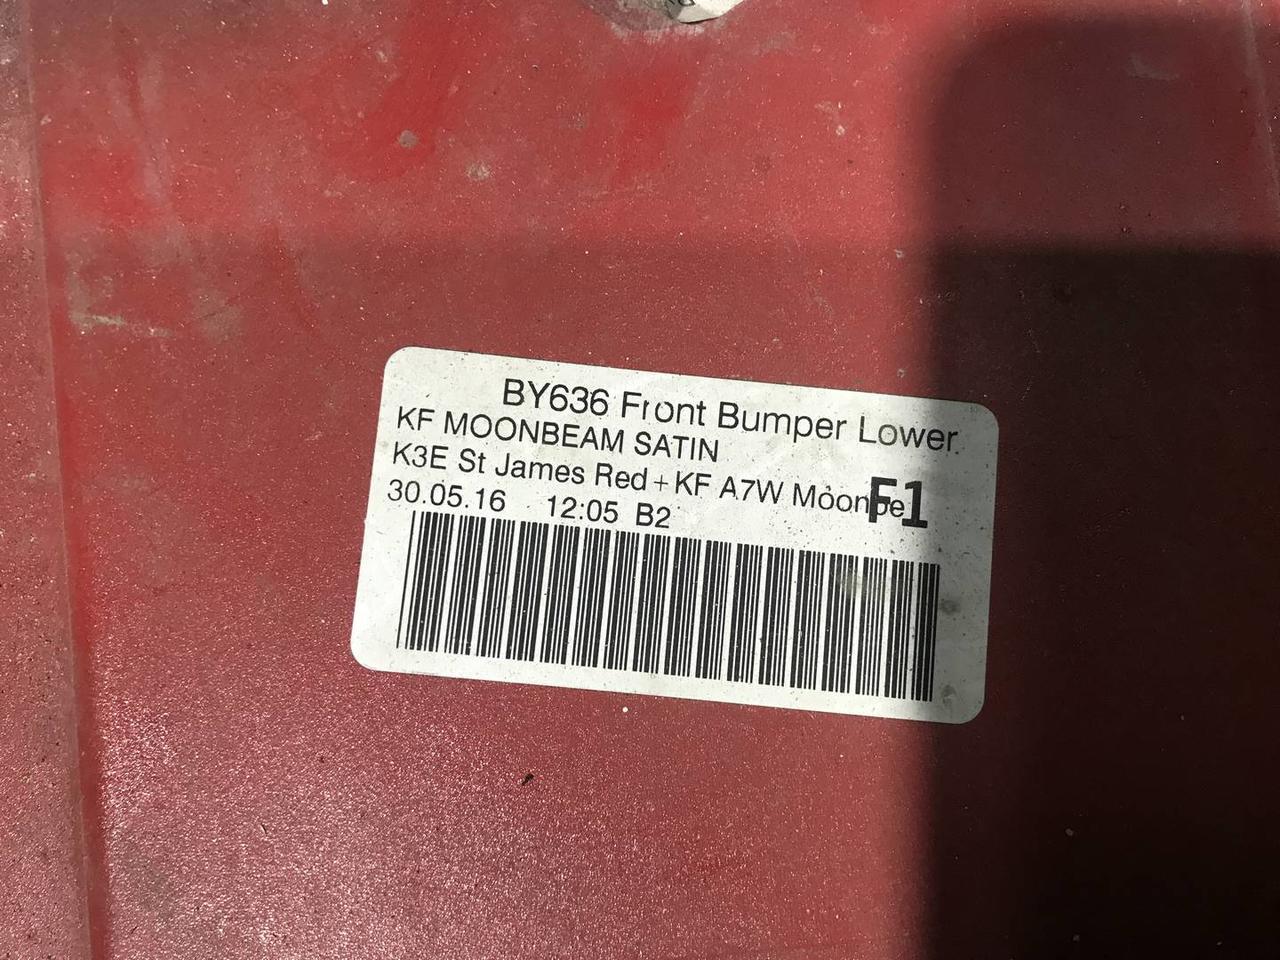 BY636 Front Bumper Lower.
KF MOONBEAM SATIN
K3E St James Red + KF A7W Moonbe
F1
30.05.16 12:05 B2